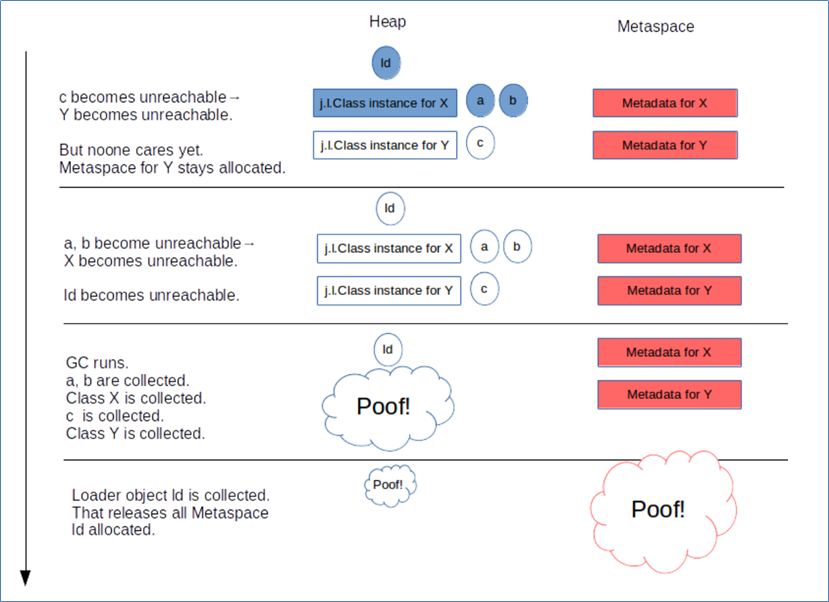 Heap
Metaspace
ld
c becomes unreachable→
Y becomes unreachable.
j.l.Class instance for X
a
b
Metadata for X
But noone cares yet.
Metaspace for Y stays allocated.
j.l.Class instance for Y
c
Metadata for Y
ld
a, b become unreachable→
X becomes unreachable.
j.l.Class instance for X
a
b
Metadata for X
ld becomes unreachable.
j.l.Class instance for Y
c
Metadata for Y
ld
Metadata for X
GC runs.
a, b are collected.
Class X is collected.
c is collected.
Class Y is collected.
Poof!
Metadata for Y
Loader object ld is collected.
That releases all Metaspace
ld allocated.
Poof!
Poof!